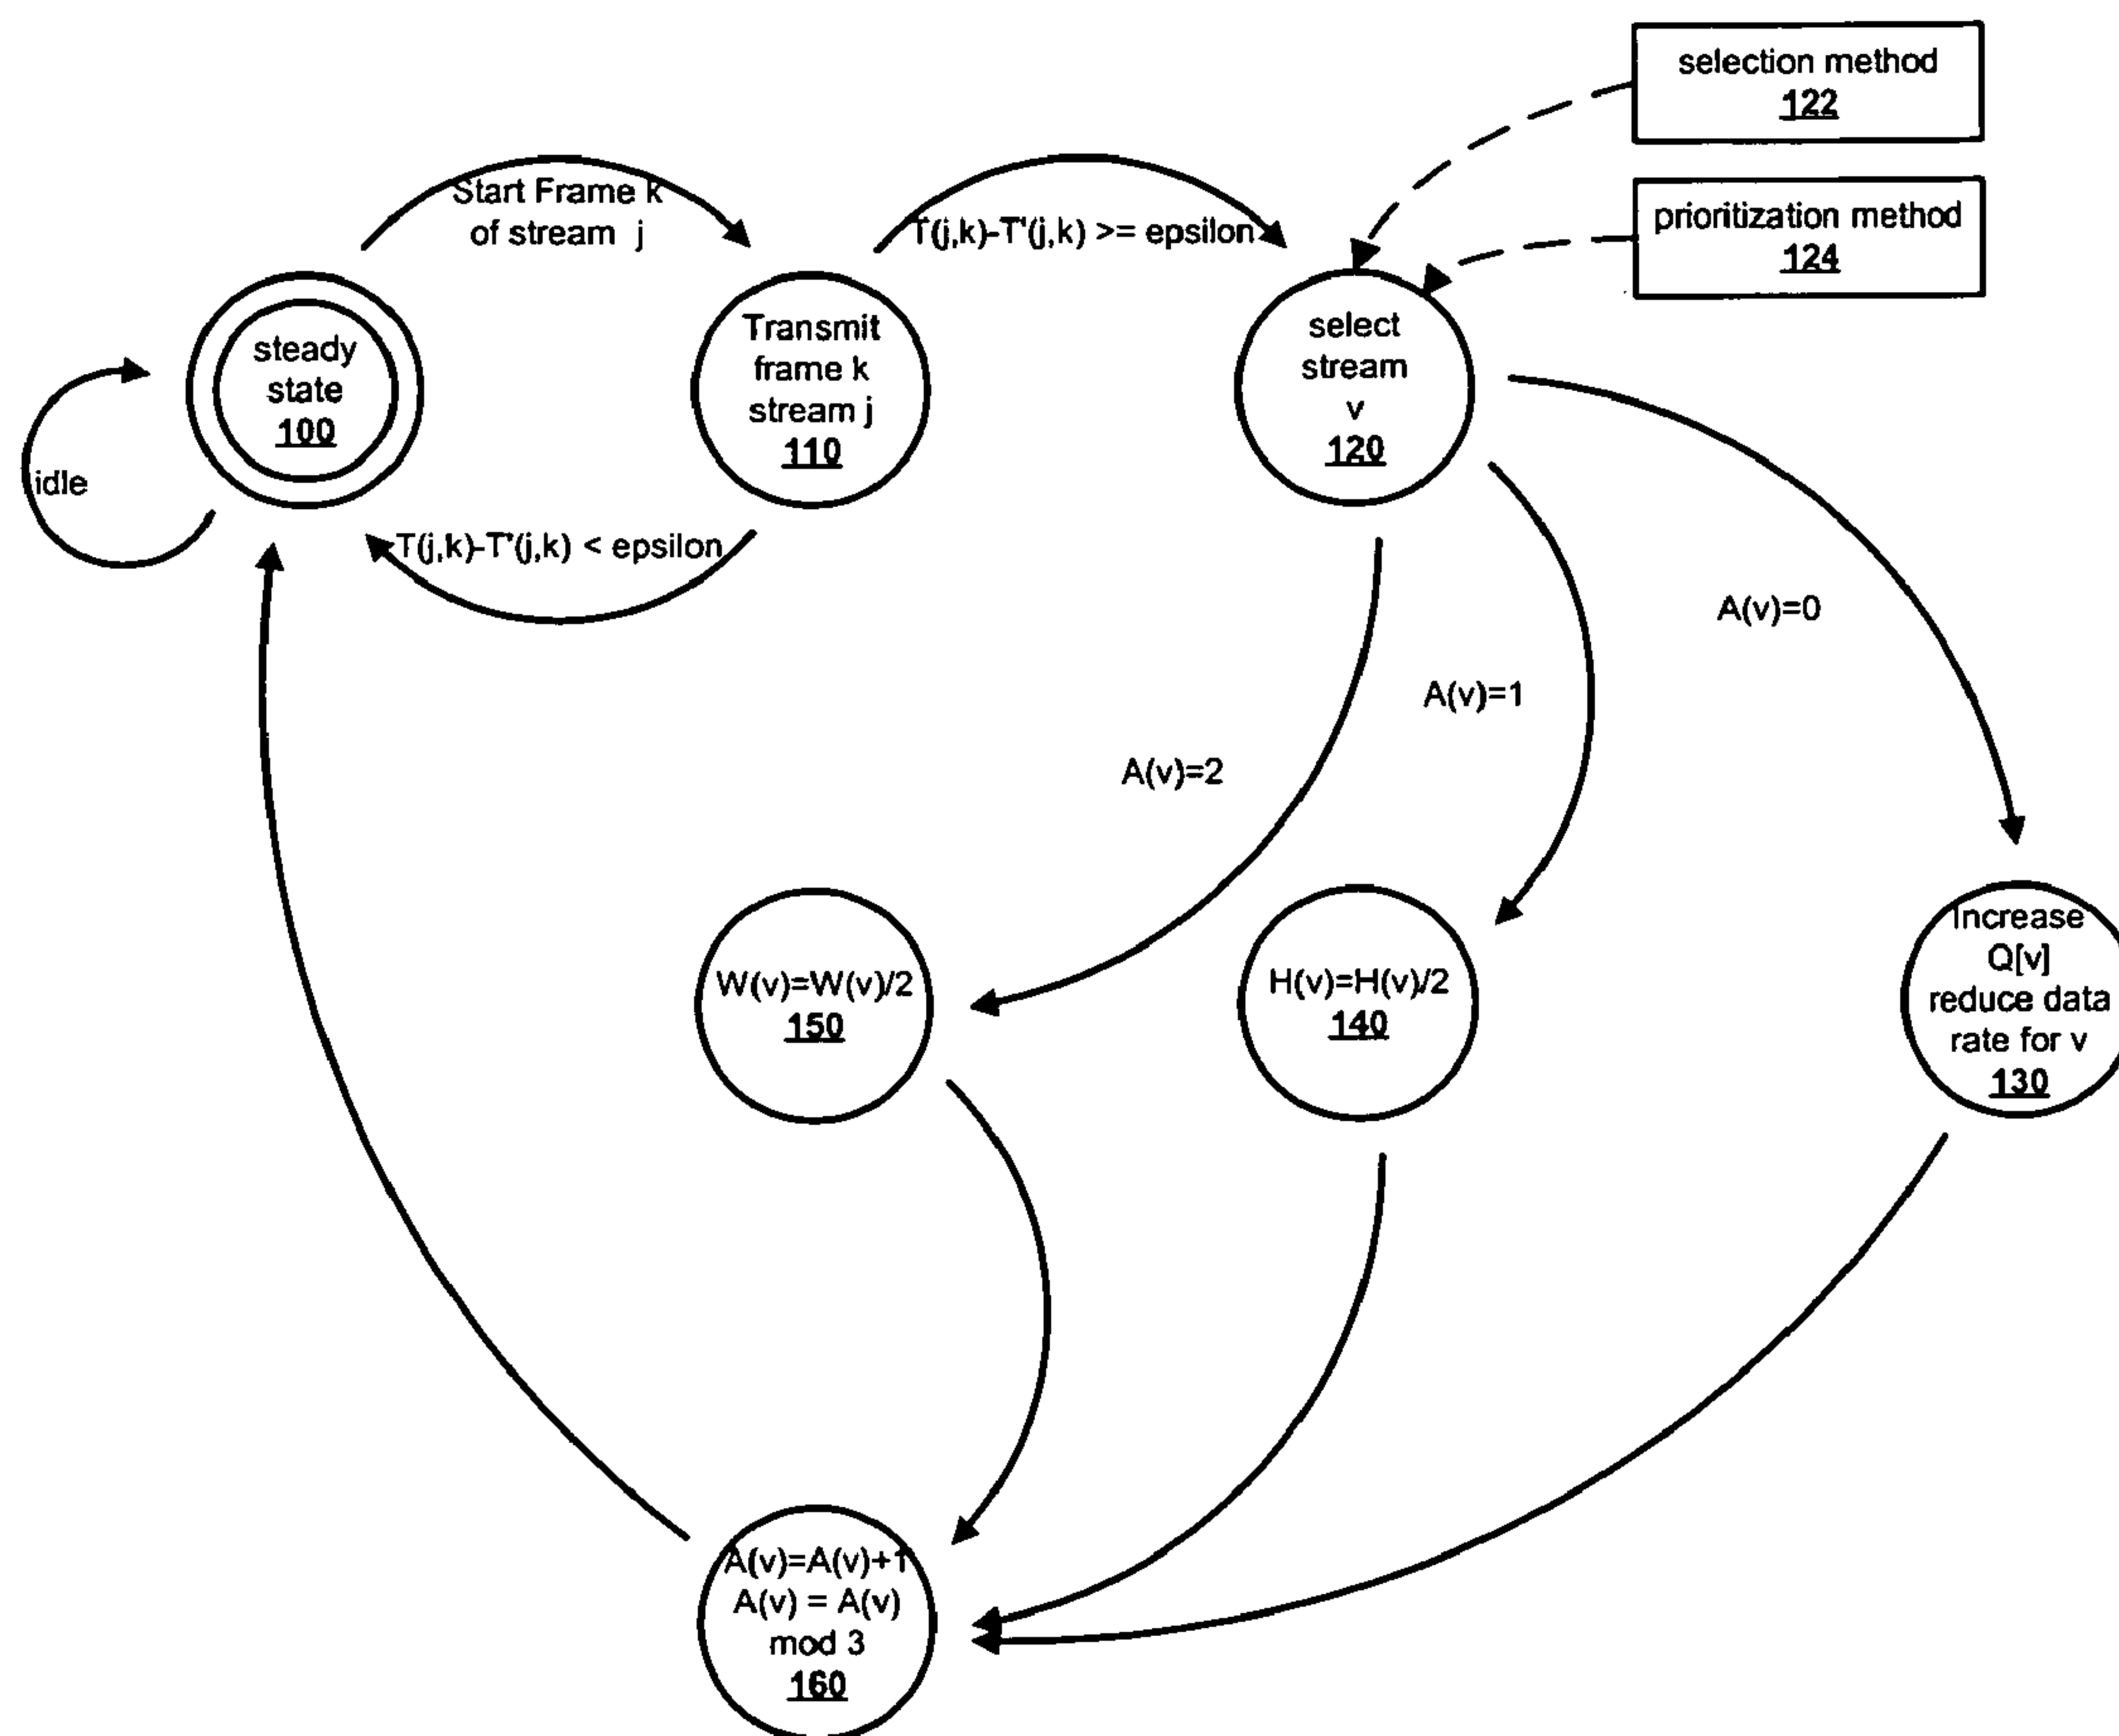 selection method
122
prioritization method
124
Start Frame k
of stream j
T(j,k)-T'(j,k) >= epsilon
steady
state
100
Transmit
frame k
stream j
110
select
stream
v
120
idle
T(j,k)-T'(j,k) < epsilon
A(v)=0
A(v)=1
A(v)=2
W(v)=W(v)/2
150
H(v)=H(v)/2
140
Increase
Q[v]
reduce data
rate for v
130
A(v)=A(v)+1
A(v) = A(v)
mod 3
160